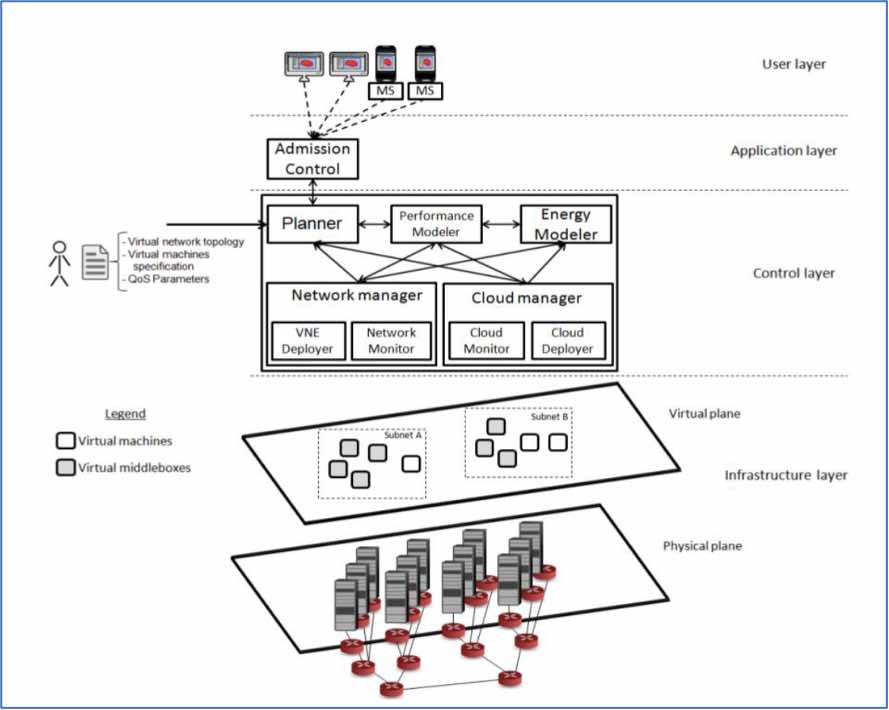 User layer
MS MS
Admission
Control
Application layer
Planner
Performance
Modeler
Energy
Modeler
- Virtual network topology
- Virtual machines
specification
- QoS Parameters
Control layer
Network manager
VNE
Deployer
Network
Monitor
Cloud manager
Cloud
Monitor
Cloud
Deployer
Legend
Virtual machines
Virtual middleboxes
Virtual plane
Subnet A
Subnet B
Infrastructure layer
Physical plane